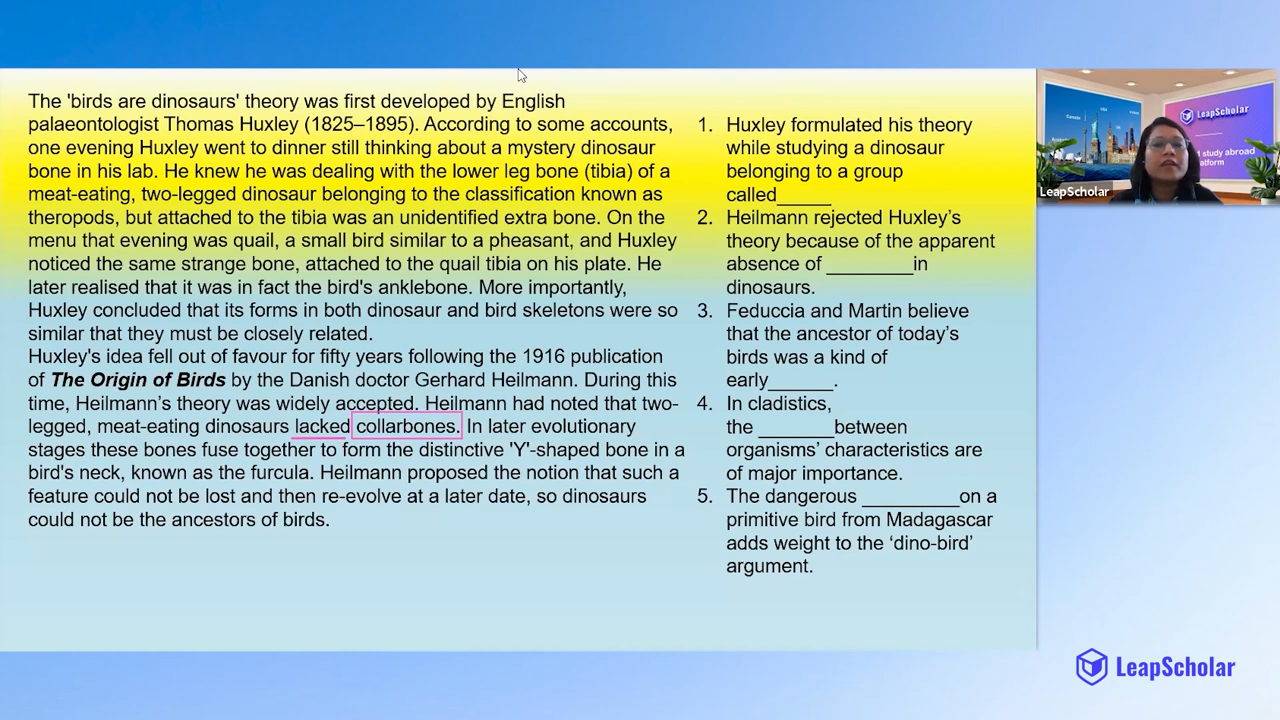 The 'birds are dinosaurs' theory was first developed by English
palaeontologist Thomas Huxley (1825–1895). According to some accounts,
one evening Huxley went to dinner still thinking about a mystery dinosaur
bone in his lab. He knew he was dealing with the lower leg bone (tibia) of a
meat-eating, two-legged dinosaur belonging to the classification known as
theropods, but attached to the tibia was an unidentified extra bone. On the
menu that evening was quail, a small bird similar to a pheasant, and Huxley
noticed the same strange bone, attached to the quail tibia on his plate. He
later realised that it was in fact the bird's anklebone. More importantly,
Huxley concluded that its forms in both dinosaur and bird skeletons were so
similar that they must be closely related.
Huxley's idea fell out of favour for fifty years following the 1916 publication
of The Origin of Birds by the Danish doctor Gerhard Heilmann. During this
time, Heilmann's theory was widely accepted. Heilmann had noted that two-
legged, meat-eating dinosaurs lacked collarbones. In later evolutionary
stages these bones fuse together to form the distinctive 'Y'-shaped bone in a
bird's neck, known as the furcula. Heilmann proposed the notion that such a
feature could not be lost and then re-evolve at a later date, so dinosaurs
could not be the ancestors of birds.
1. Huxley formulated his theory
while studying a dinosaur
belonging to a group
called_____
2. Heilmann rejected Huxley's
theory because of the apparent
absence of ________in
dinosaurs.
3. Feduccia and Martin believe
that the ancestor of today's
birds was a kind of
early______.
4. In cladistics,
the _______between
organisms' characteristics are
of major importance.
5. The dangerous _________on a
primitive bird from Madagascar
adds weight to the 'dino-bird'
argument.
LeapScholar
study abroad
LeapScholar
LeapScholar